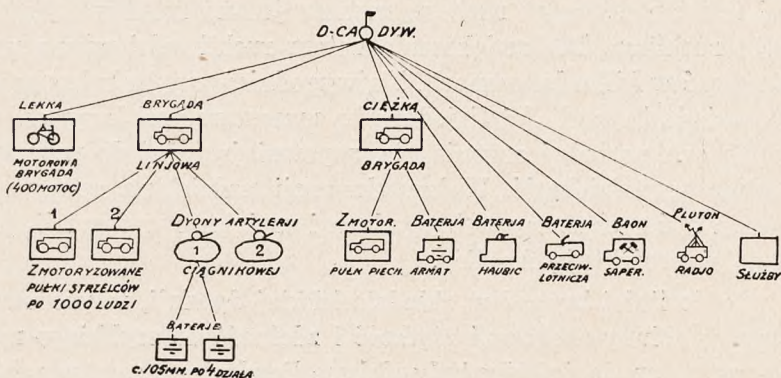 D-CA DYW.
LEKKA
MOTOROWA
BRYGADA
(400 MOTOC)
BRYGADA
LINJOWA
CIĘŻKA
BRYGADA
1
2
ZMOTORYZOWANE
PUŁKI STRZELCÓW
PO 1000 LUDZI
DYONY ARTYLERJI
1
2
CIĄGNIKOWEJ
BATERJE
C. 105 MM. PO 4 DZIAŁA
ZMOTOR.
PUŁK PIECH.
BATERJA
ARMAT
BATERJA
HAUBIC
BATERJA
PRZECIW-
LOTNICZA
BAON
SAPER.
PLUTON
RADJO
SŁUŻBY